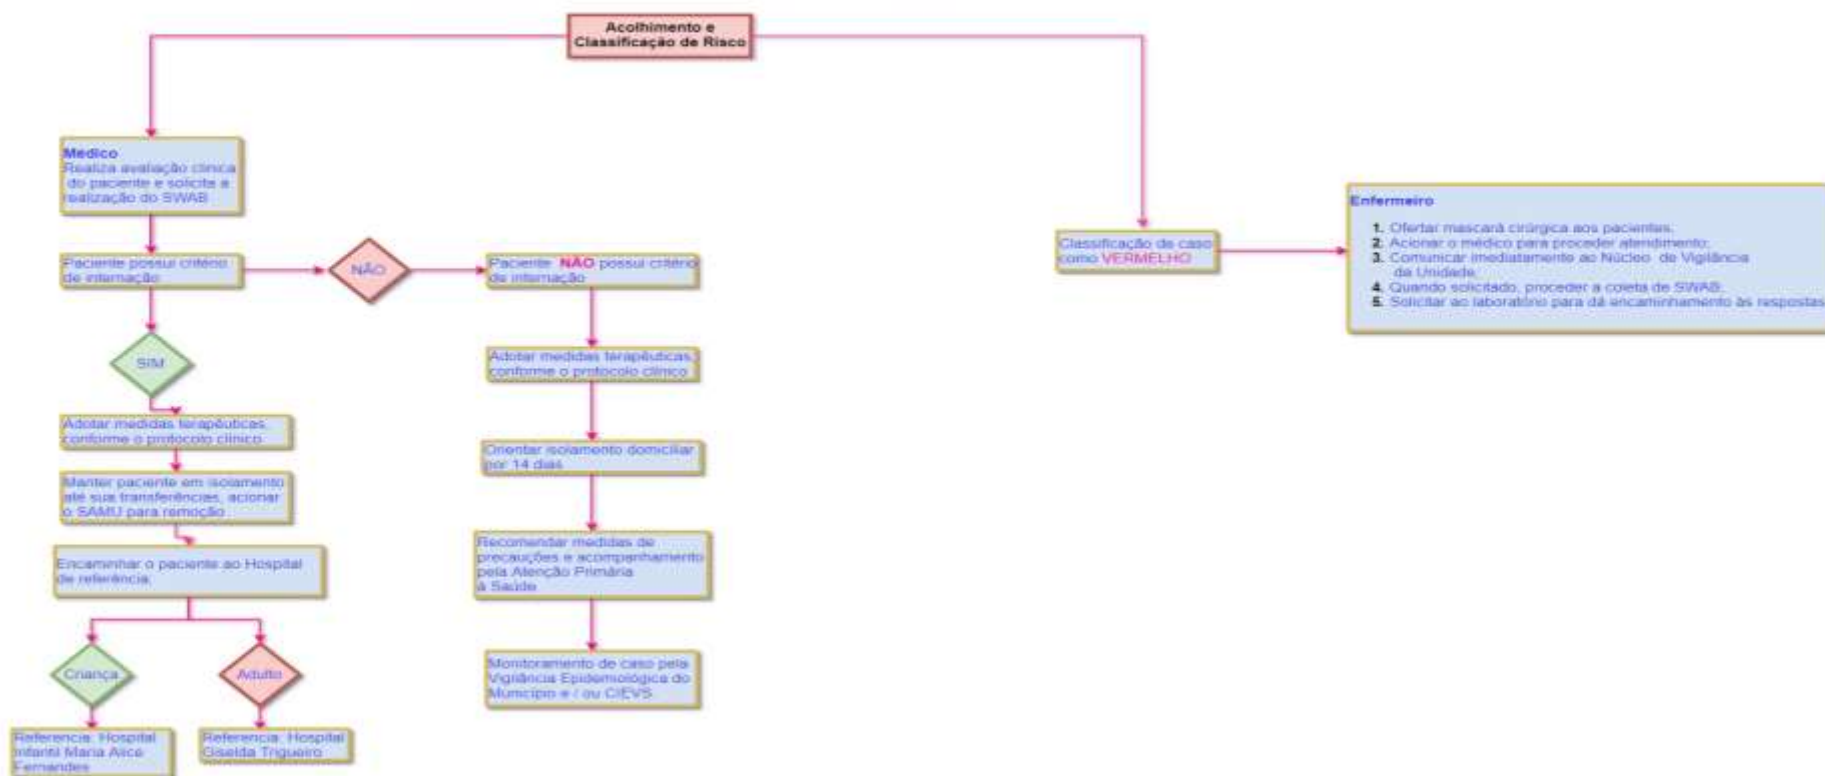 Acolhimento e
Classificação de Risco
Médico
Realiza avaliação clínica
do paciente e solicita a
realização do SWAB
Paciente possui critério
de internação
NÃO
Paciente NÃO possui critério
de internação
SIM
Adotar medidas terapêuticas,
conforme o protocolo clínico
Manter paciente em isolamento
até sua transferências, acionar
o SAMU para remoção
Encaminhar o paciente ao Hospital
de referência;
Criança
Adulto
Referencia: Hospital
Infantil Maria Alice
Fernandes
Referencia: Hospital
Giselda Trigueiro
Adotar medidas terapêuticas,
conforme o protocolo clínico
Orientar isolamento domiciliar
por 14 dias
Recomendar medidas de
precauções e acompanhamento
pela Atenção Primária
à Saúde
Monitoramento de caso pela
Vigilância Epidemiológica do
Município e / ou CIEVS
Classificação de caso
como VERMELHO
Enfermeiro
1. Ofertar mascará cirúrgica aos pacientes;
2. Acionar o médico para proceder atendimento;
3. Comunicar imediatamente ao Núcleo de Vigilância
da Unidade;
4. Quando solicitado, proceder a coleta de SWAB;
5. Solicitar ao laboratório para dá encaminhamento às respostas